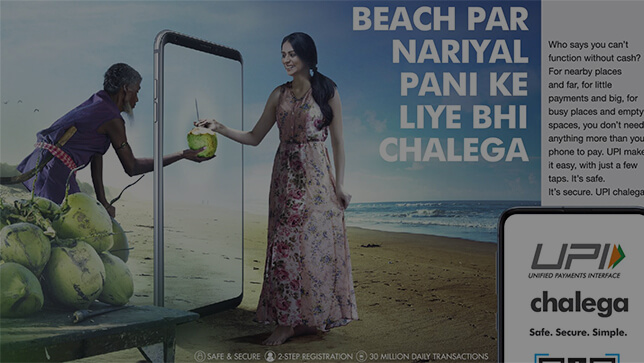 BEACH PAR
NARIYAL
PANI KE
LIYE BHI
CHALEGA
Who says you can't
function without cash?
For nearby places
and far, for little
payments and big, for
busy places and empty
spaces, you don't need
anything more than you
phone to pay. UPI make
it easy, with just a few
taps. It's safe.
It's secure. UPI chalega
UPI
UNIFIED PAYMENTS INTERFACE
chalega
Safe. Secure. Simple.
SAFE & SECURE 2-STEP REGISTRATION 30 MILLION DAILY TRANSACTIONS